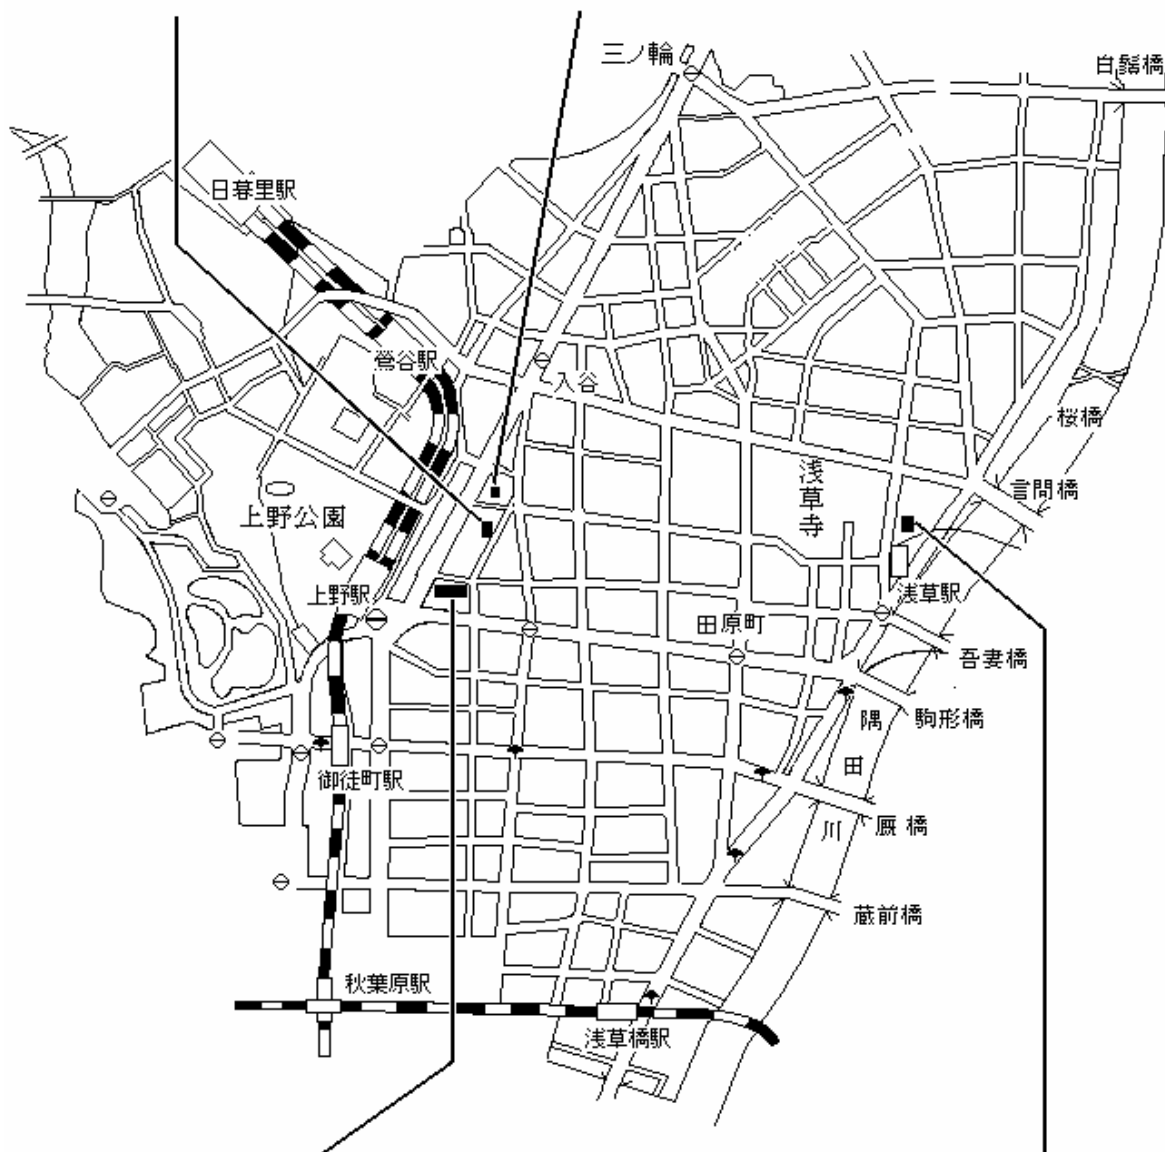 三ノ輪
白鬚橋
日暮里駅
鶯谷駅
入谷
桜橋
浅草寺
言問橋
上野公園
浅草駅
上野駅
田原町
吾妻橋
駒形橋
隅田川
御徒町駅
厩橋
蔵前橋
秋葉原駅
浅草橋駅